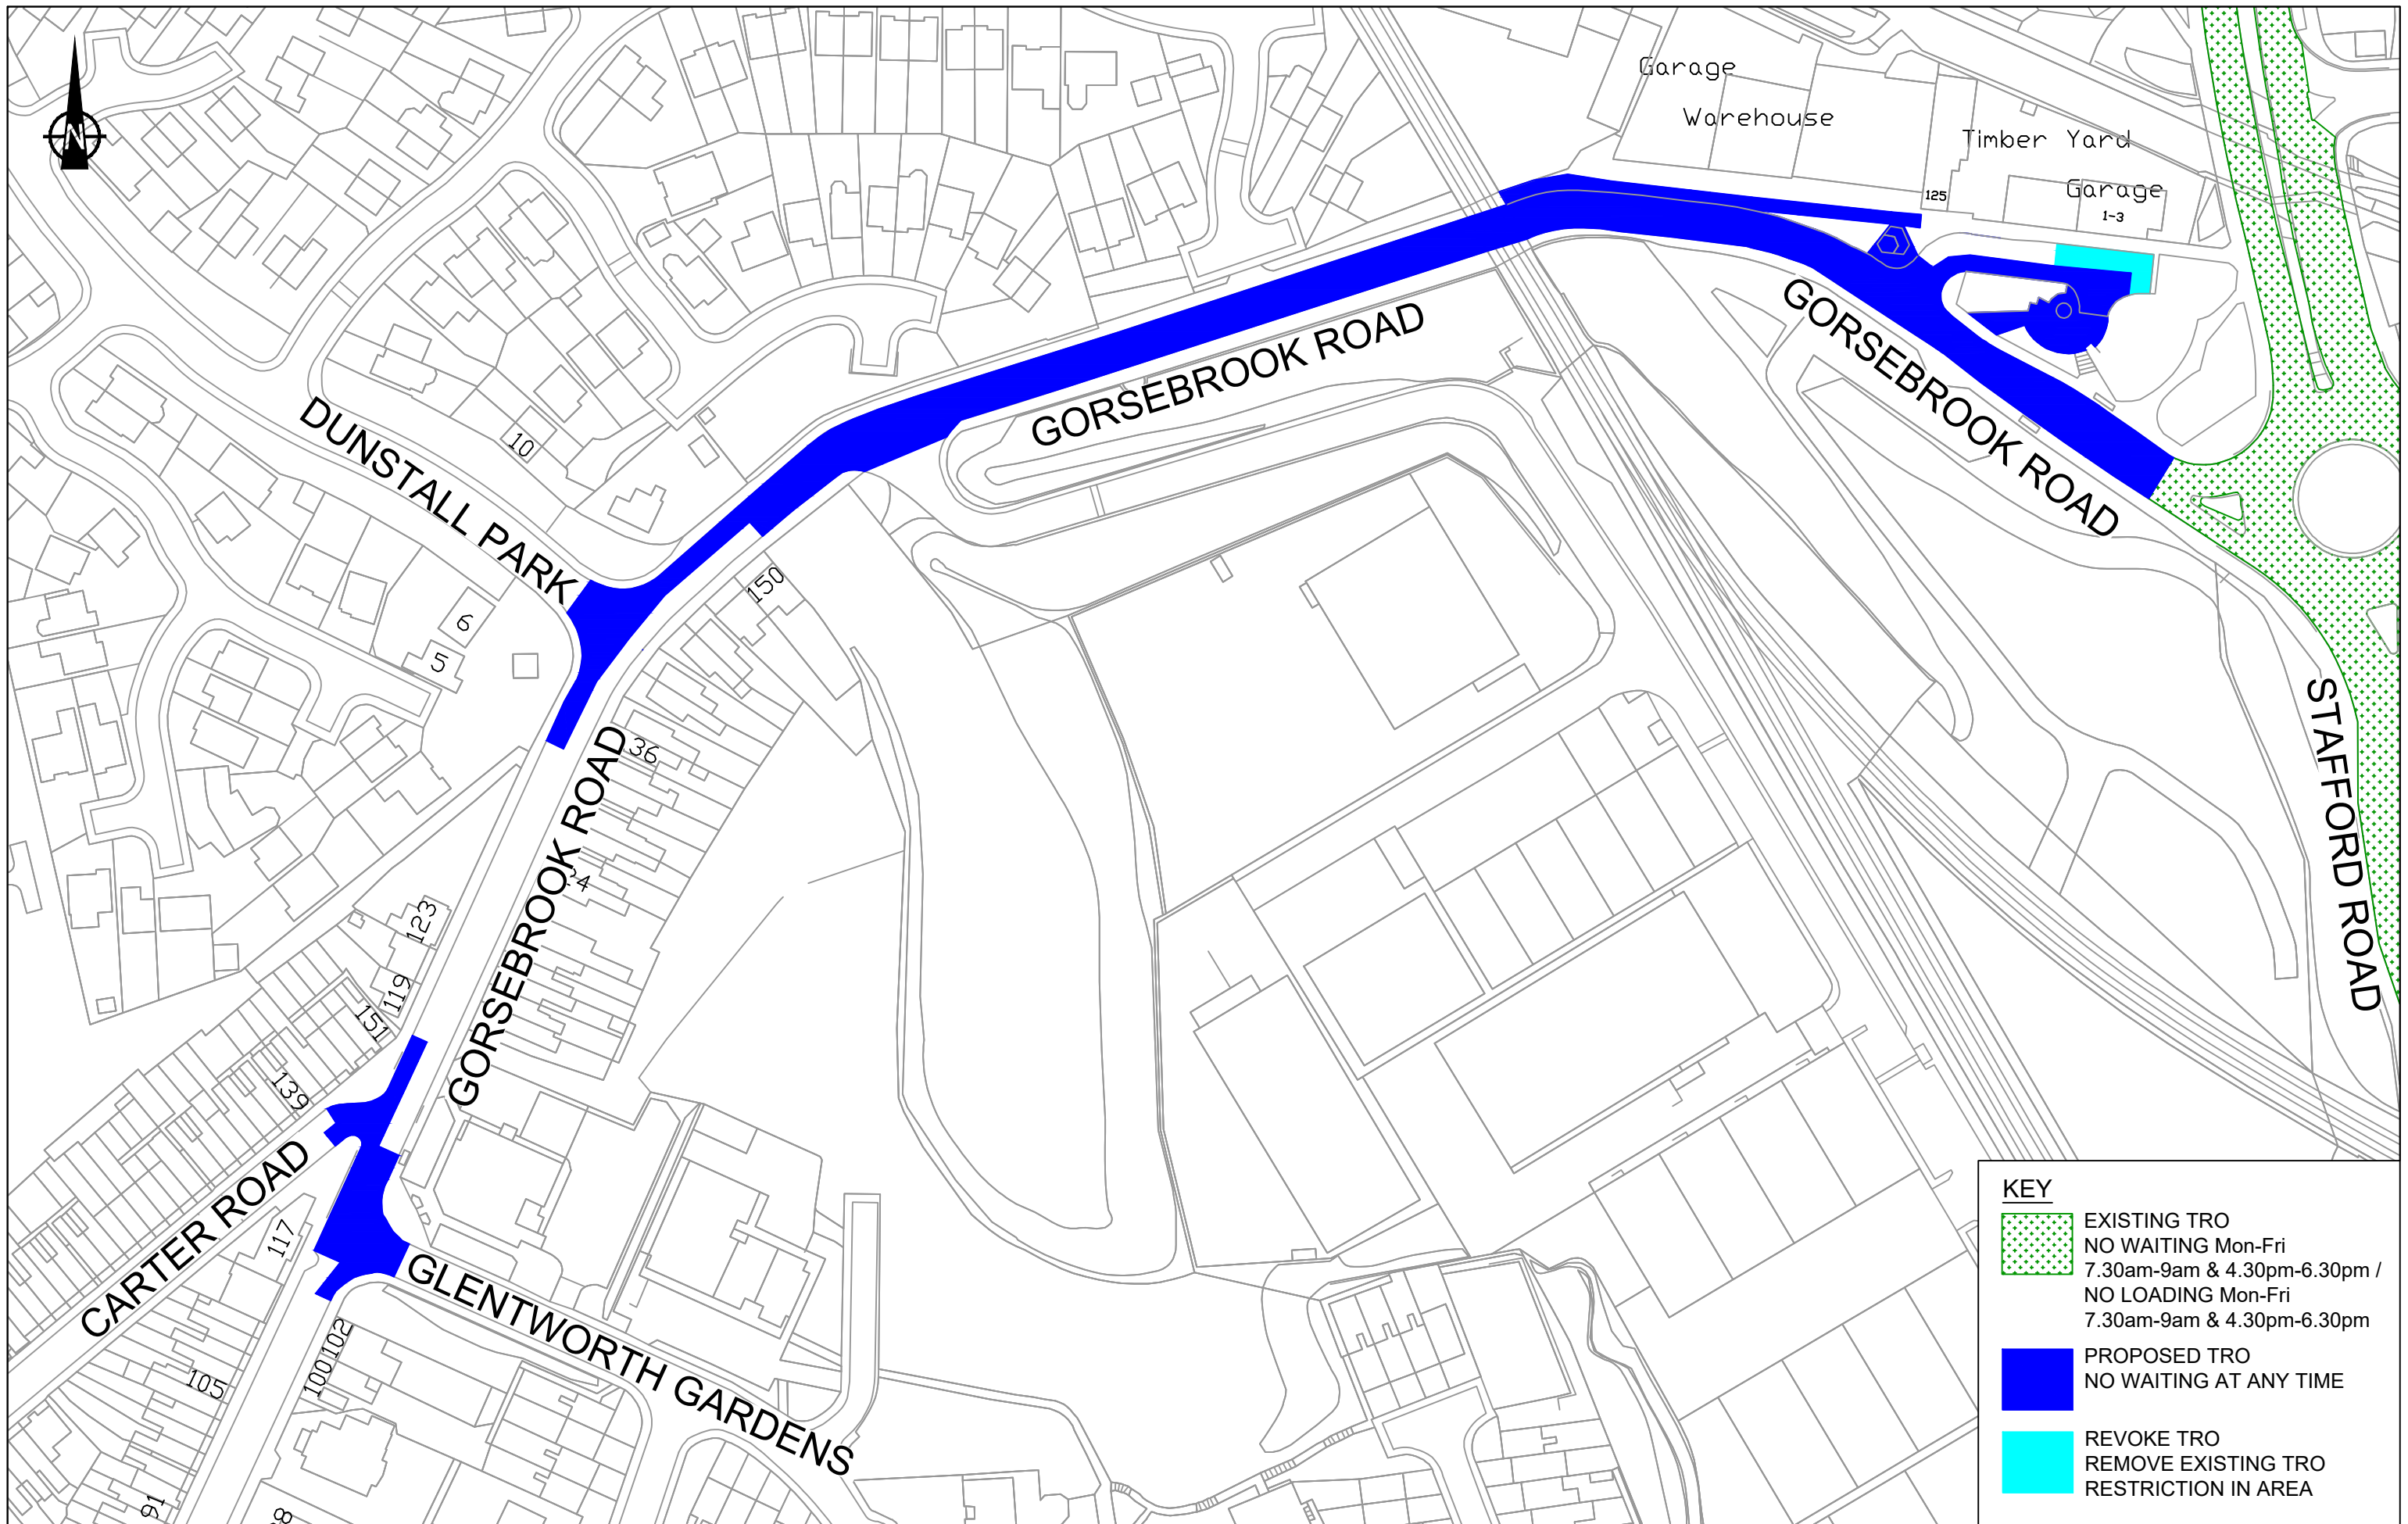 N
Garage
Warehouse
Timber Yard
Garage
125
1-3
GORSEBROOK ROAD
GORSEBROOK ROAD
DUNSTALL PARK
10
150
6
5
36
GORSEBROOK ROAD
STAFFORD ROAD
123
119
151
139
CARTER ROAD
117
GLENTWORTH GARDENS
102
100
105
91
KEY
EXISTING TRO
NO WAITING Mon-Fri
7.30am-9am & 4.30pm-6.30pm /
NO LOADING Mon-Fri
7.30am-9am & 4.30pm-6.30pm
PROPOSED TRO
NO WAITING AT ANY TIME
REVOKE TRO
REMOVE EXISTING TRO
RESTRICTION IN AREA